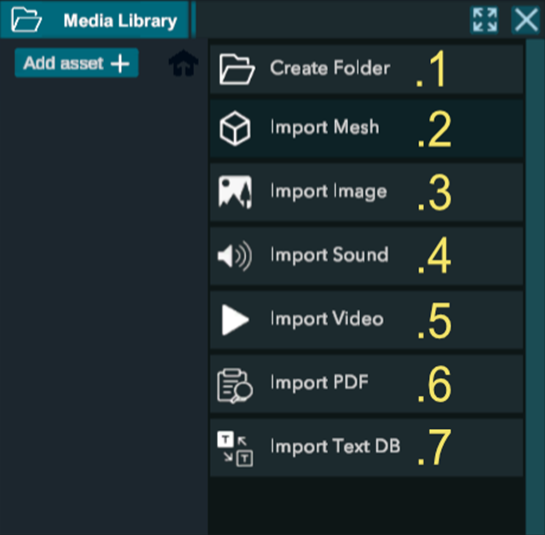 Media Library
Add asset +
Create Folder .1
Import Mesh .2
Import Image .3
Import Sound .4
Import Video .5
Import PDF .6
Import Text DB .7